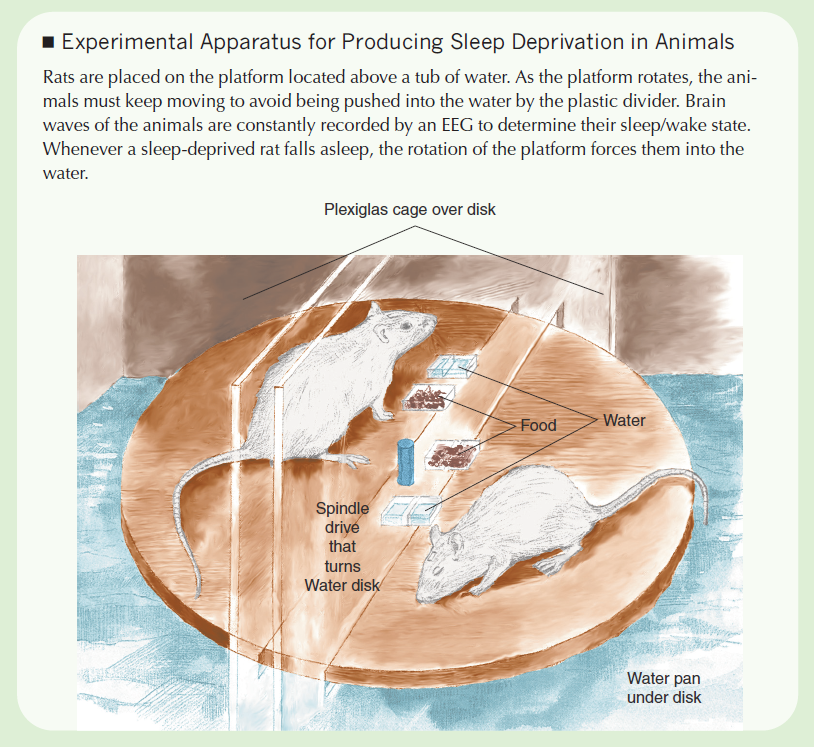 ■ Experimental Apparatus for Producing Sleep Deprivation in Animals
Rats are placed on the platform located above a tub of water. As the platform rotates, the ani-
mals must keep moving to avoid being pushed into the water by the plastic divider. Brain
waves of the animals are constantly recorded by an EEG to determine their sleep/wake state.
Whenever a sleep-deprived rat falls asleep, the rotation of the platform forces them into the
water.
Plexiglas cage over disk
Food
Water
Spindle
drive
that
turns
Water disk
Water pan
under disk